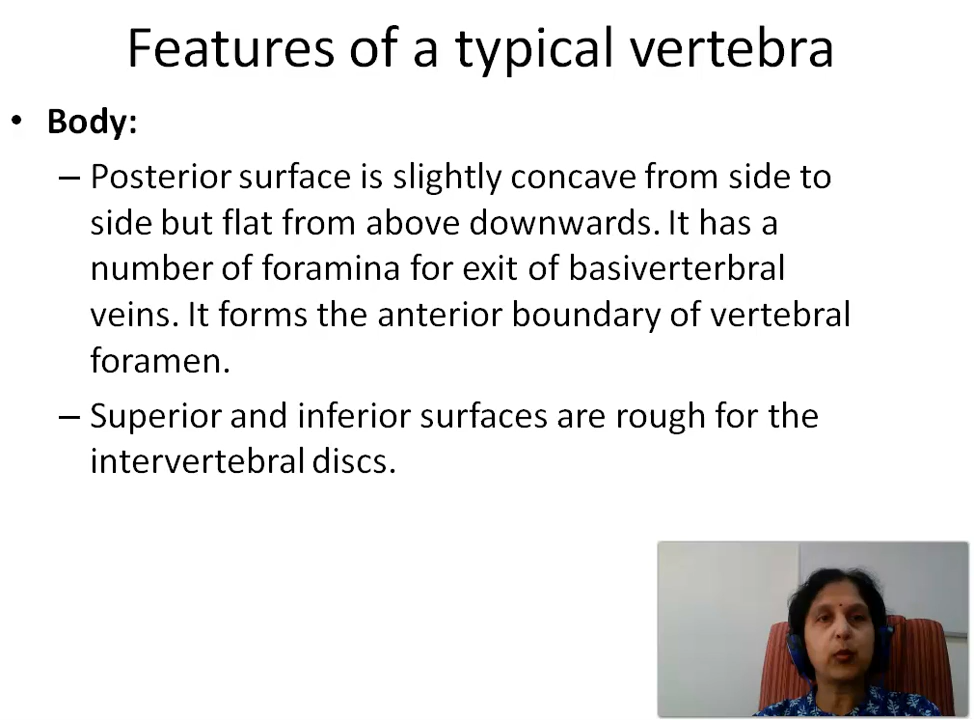 Features of a typical vertebra
• Body:
– Posterior surface is slightly concave from side to
side but flat from above downwards. It has a
number of foramina for exit of basiverterbral
veins. It forms the anterior boundary of vertebral
foramen.
– Superior and inferior surfaces are rough for the
intervertebral discs.